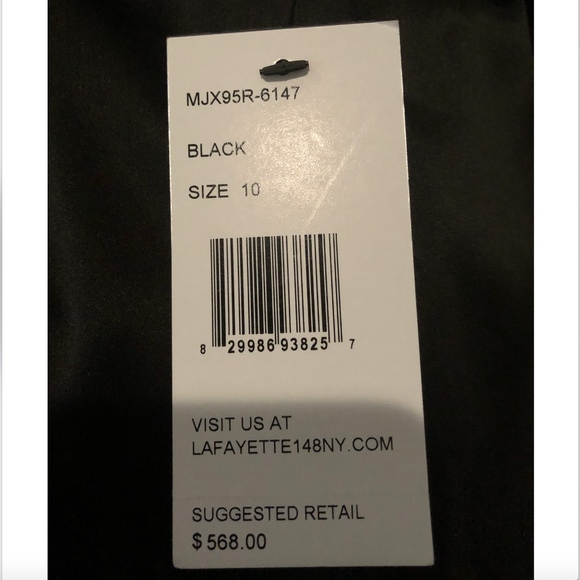 MJX95R-6147
BLACK
SIZE 10
8 29986 93825 7
VISIT US AT
LAFAYETTE148NY.COM
SUGGESTED RETAIL
$568.00